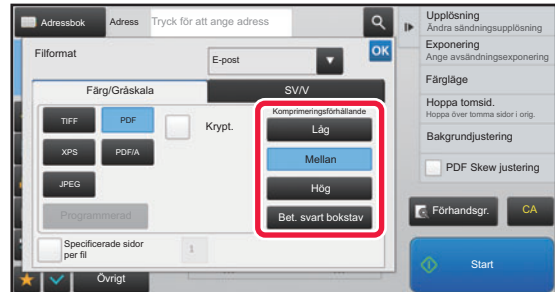 Adressbok
Adress
Tryck för att ange adress
Filformat
E-post
OK
Färg/Gråskala
SV/V
TIFF
PDF
Krypt.
XPS
PDF/A
JPEG
Programmerad
Specificerade sidor
per fil
1
Komprimeringsförhållande
Låg
Mellan
Hög
Bet. svart bokstav
Övrigt
Upplösning
Ändra sändningsupplösning
Exponering
Ange avsändningsexponering
Färgläge
Hoppa tomsid.
Hoppa över tomma sidor i orig.
Bakgrundjustering
PDF Skew justering
Förhandsgr.
CA
Start